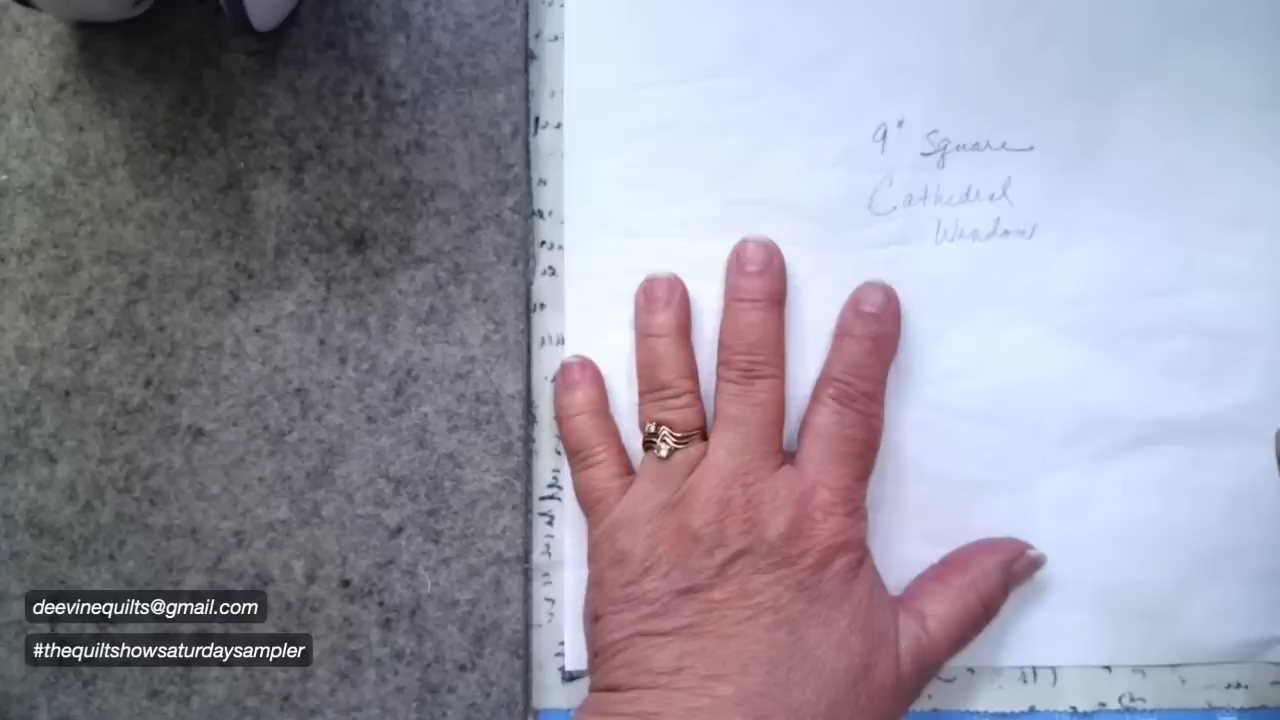 9" Square
Cathedral
Window
deevinequilts@gmail.com
#thequiltshowsaturdaysampler